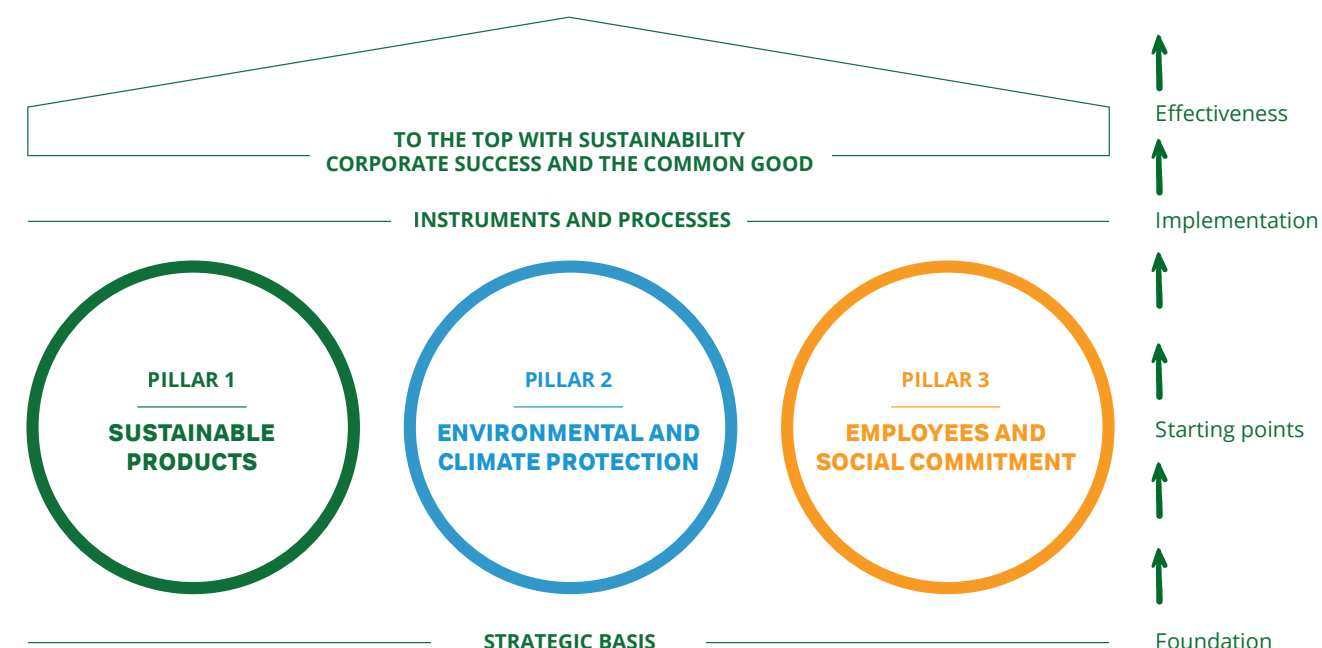 TO THE TOP WITH SUSTAINABILITY
CORPORATE SUCCESS AND THE COMMON GOOD
Effectiveness
INSTRUMENTS AND PROCESSES
Implementation
PILLAR 1
SUSTAINABLE
PRODUCTS
PILLAR 2
ENVIRONMENTAL AND
CLIMATE PROTECTION
PILLAR 3
EMPLOYEES AND
SOCIAL COMMITMENT
Starting points
STRATEGIC BASIS
Foundation